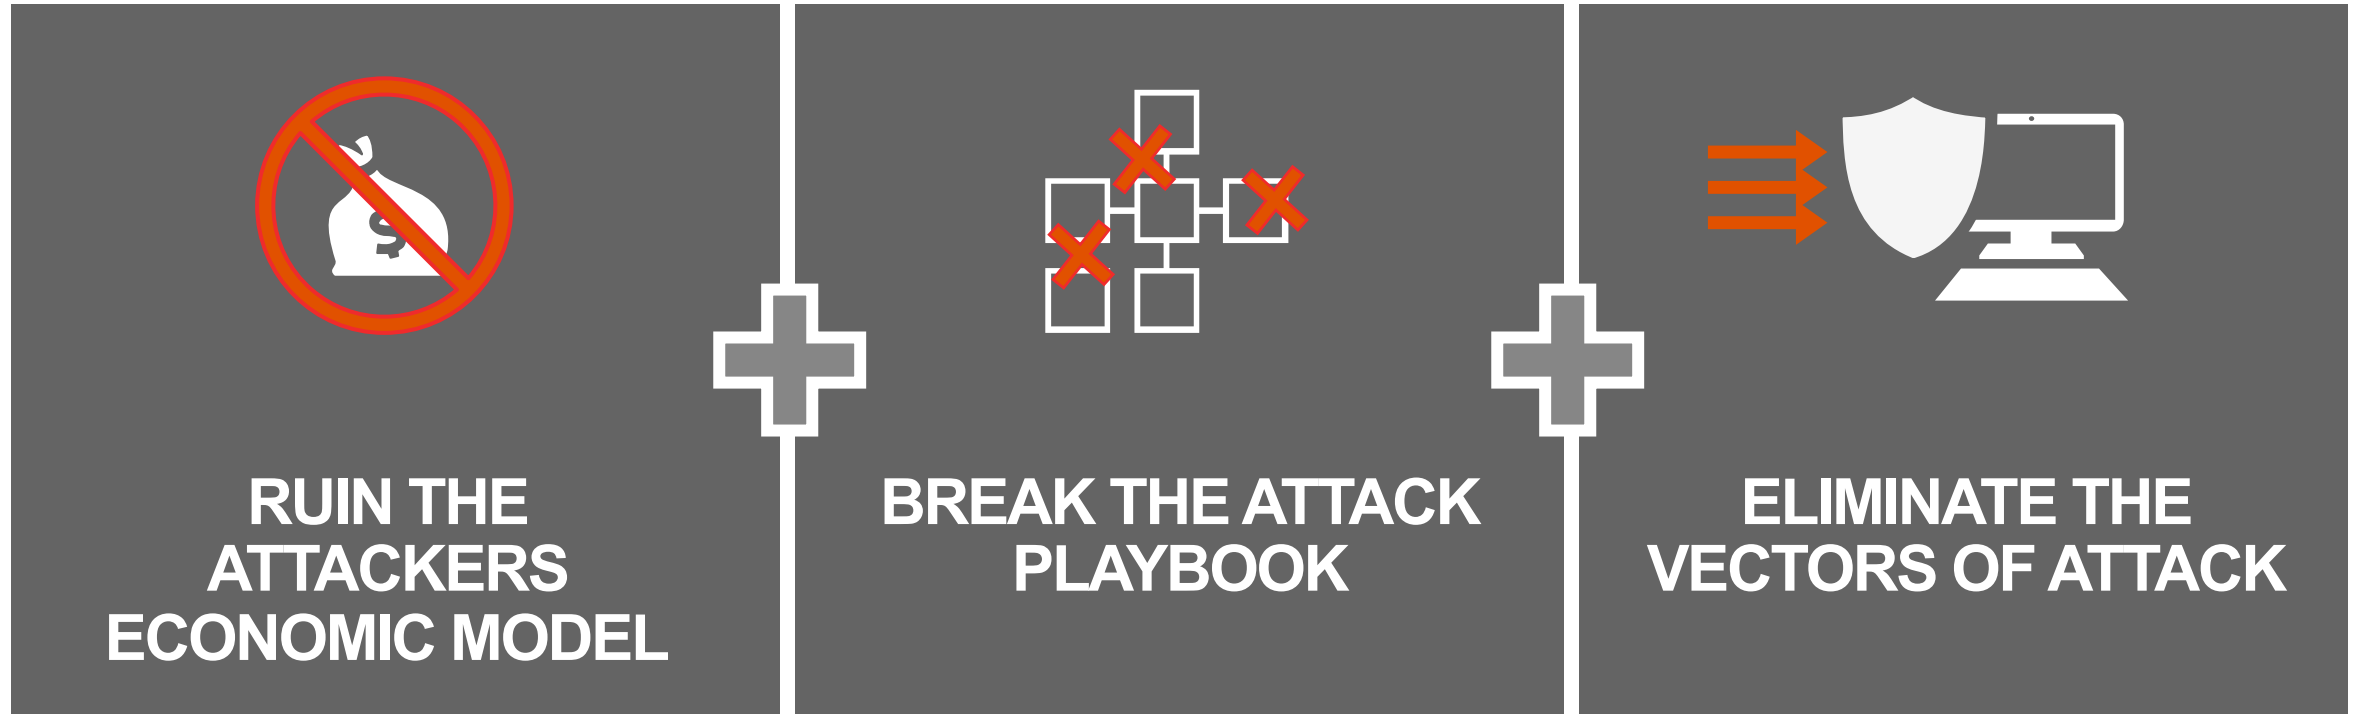 RUIN THE
ATTACKERS
ECONOMIC MODEL
BREAK THE ATTACK
PLAYBOOK
ELIMINATE THE
VECTORS OF ATTACK